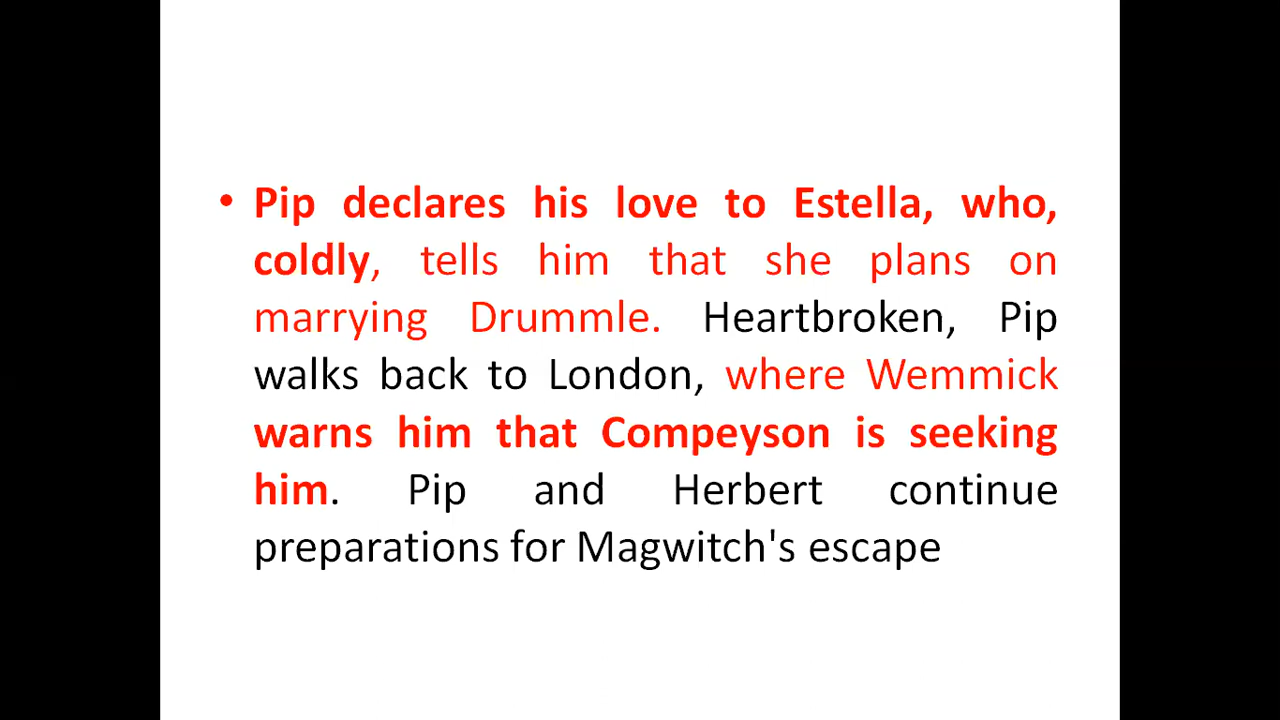 • Pip declares his love to Estella, who,
coldly, tells him that she plans on
marrying Drummle. Heartbroken, Pip
walks back to London, where Wemmick
warns him that Compeyson is seeking
him. Pip and Herbert continue
preparations for Magwitch's escape